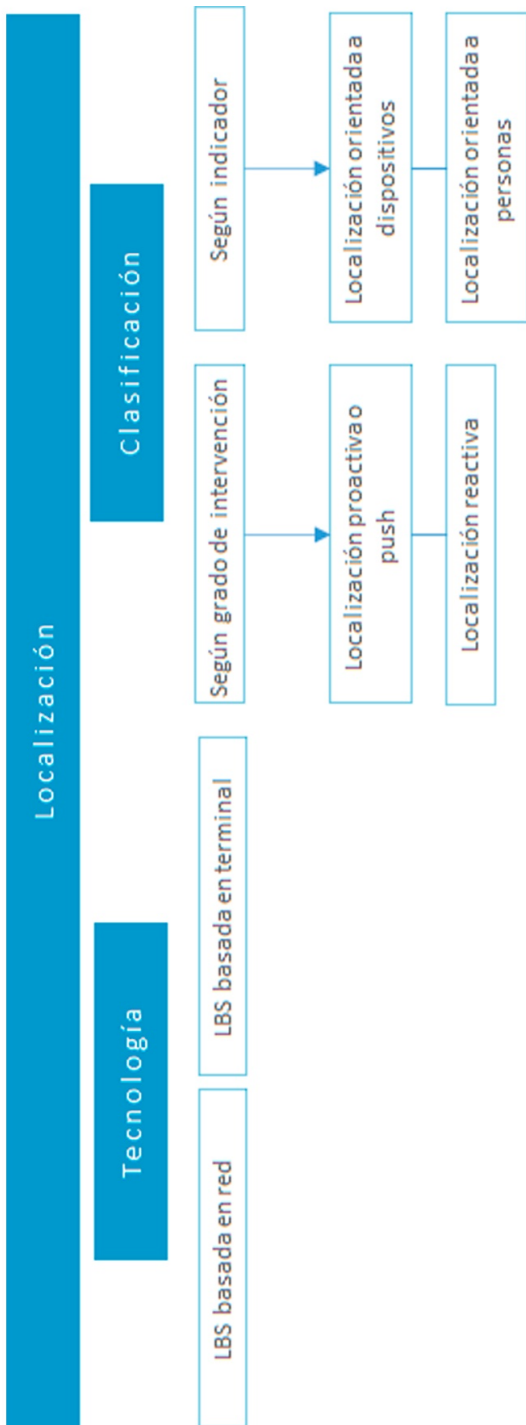 Localización
Tecnología
Clasificación
LBS basada en red
LBS basada en terminal
Según grado de intervención
Según indicador
Localización proactivao
push
Localización orientada a
dispositivos
Localización reactiva
Localización orientada a
personas